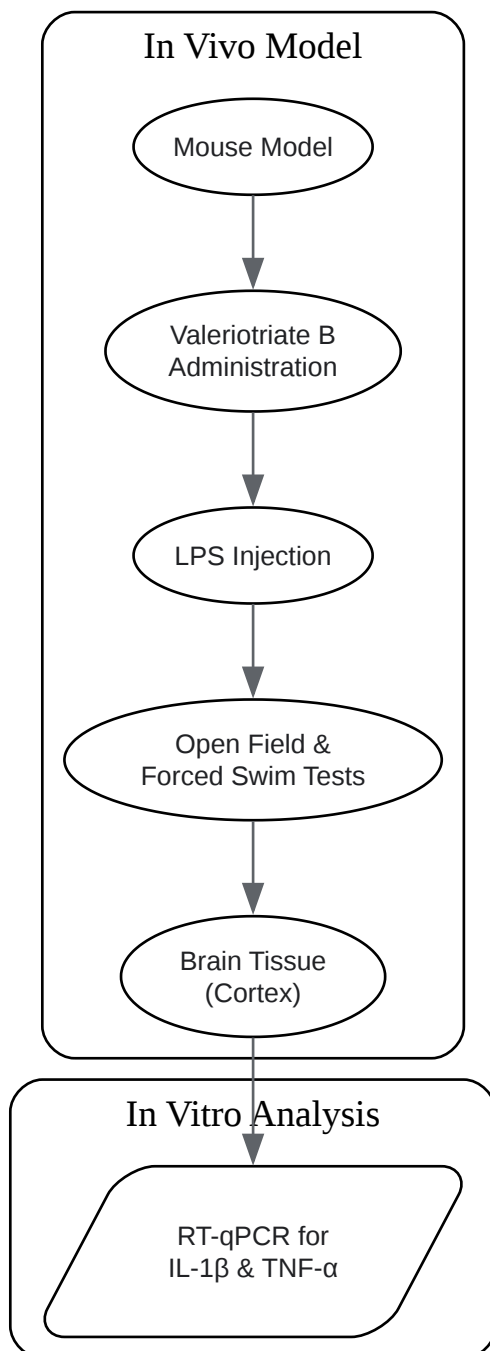 In Vivo Model
Mouse Model
Valeriotriate B
Administration
LPS Injection
Open Field &
Forced Swim Tests
Brain Tissue
(Cortex)
In Vitro Analysis
RT-qPCR for
IL-1β & TNF-α